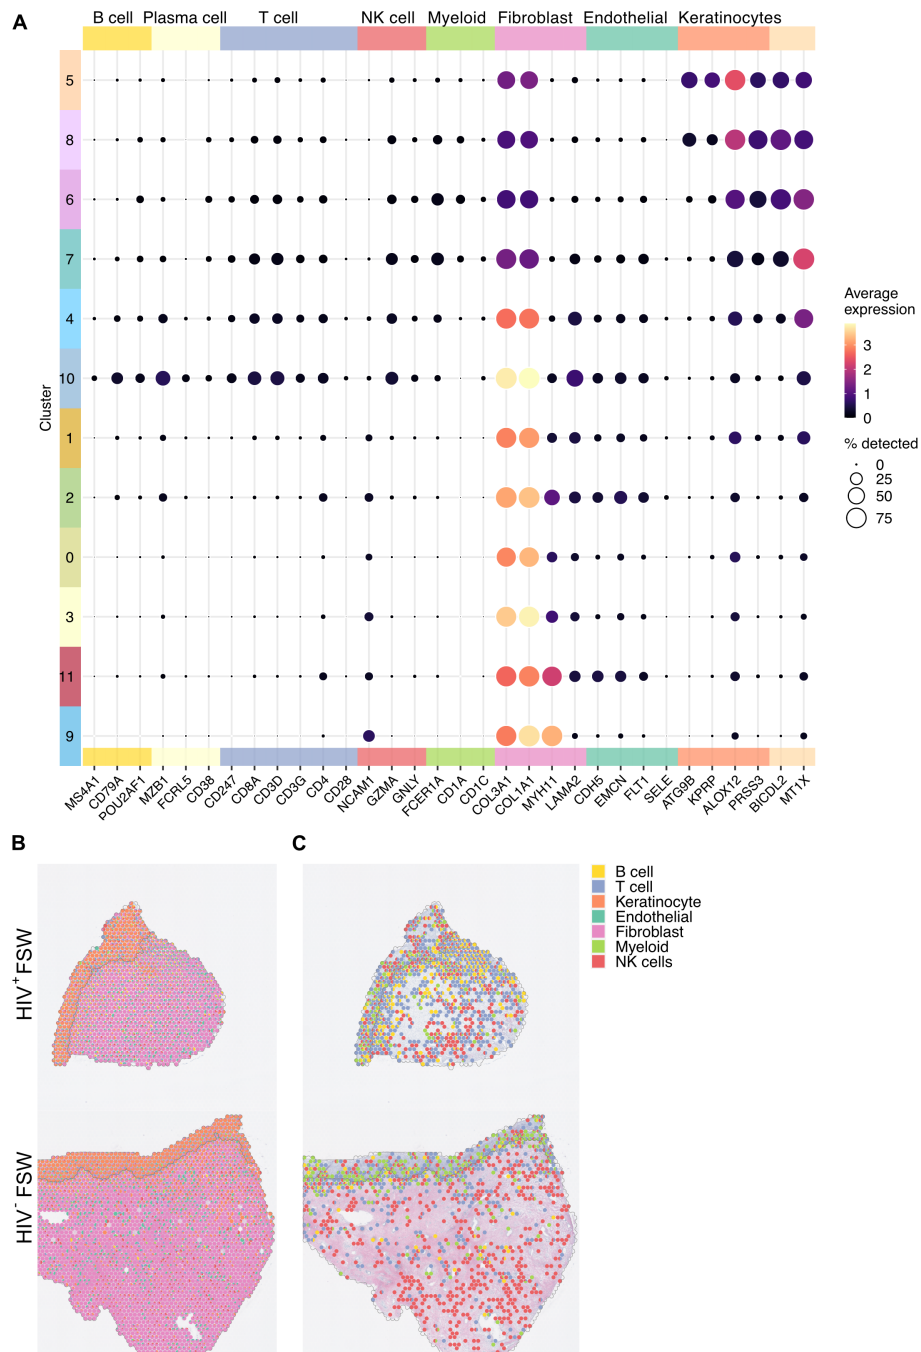 A
B cell Plasma cell T cell NK cell Myeloid Fibroblast Endothelial Keratinocytes
Cluster
5
8
6
7
4
10
1
2
0
3
11
9
MS4A1 CD79A POU2AF1 MZB1 FCRL5 CD38 CD247 CD8A CD3D CD3G CD4 CD28 NCAM1 GZMA GNLY FCER1A CD1A CD1C COL3A1 COL1A1 MYH11 LAMA2 CDH5 EMCN FLT1 SELE ATG9B KPRP ALOX12 PRSS3 BICDL2 MT1X
Average
expression
3
2
1
0
% detected
0
25
50
75
B
C
HIV+FSW
HIV-FSW
B cell
T cell
Keratinocyte
Endothelial
Fibroblast
Myeloid
NK cells